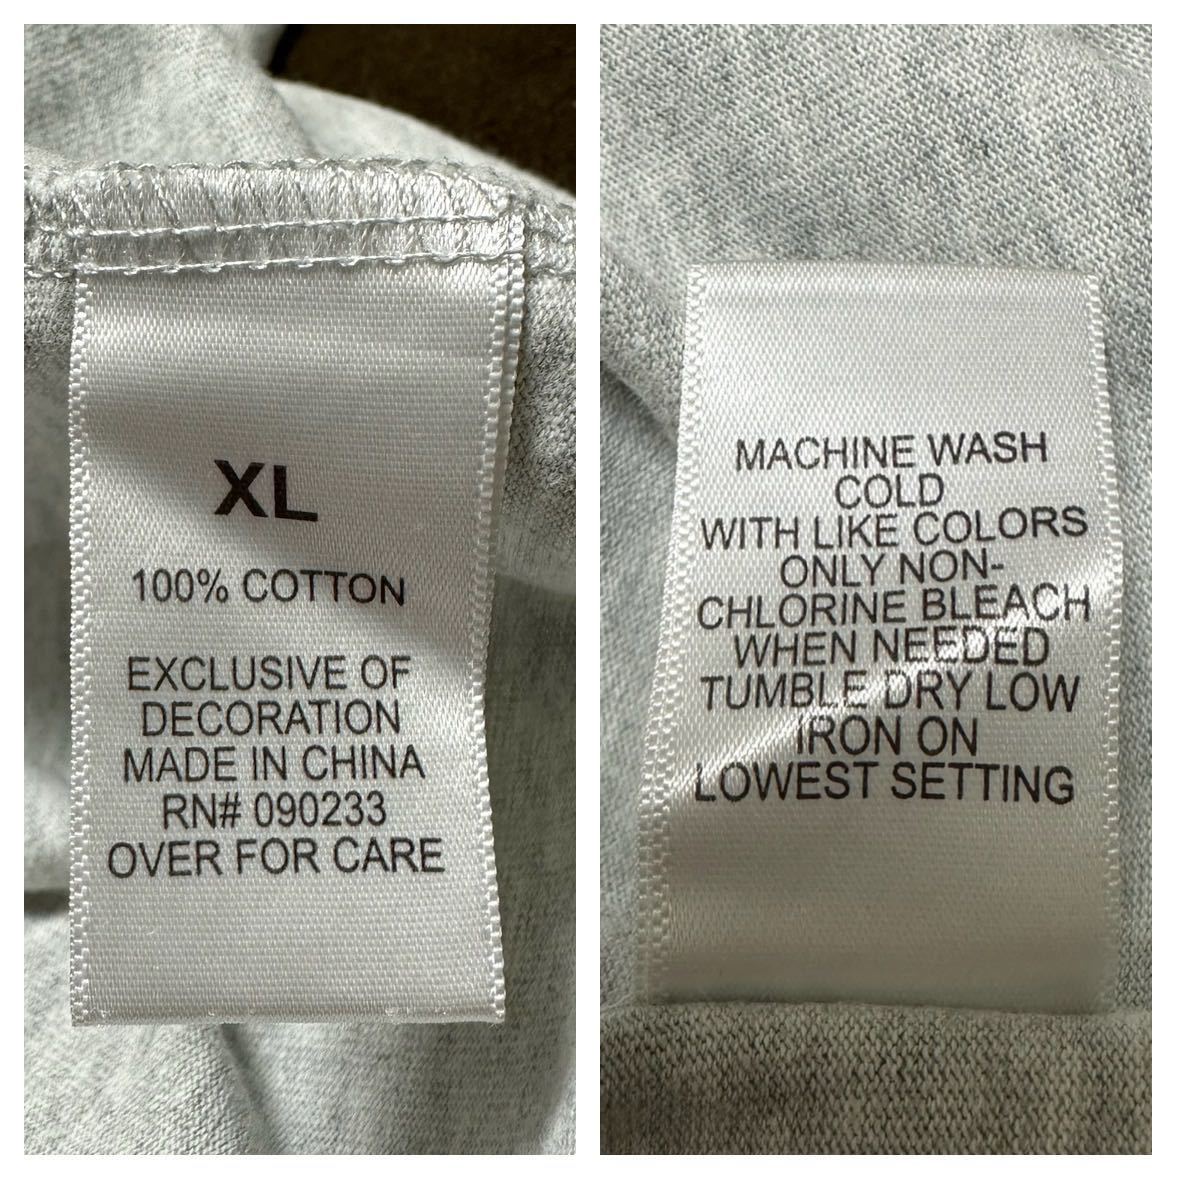 XL
100% COTTON
EXCLUSIVE OF
DECORATION
MADE IN CHINA
RN# 090233
OVER FOR CARE
MACHINE WASH
COLD
WITH LIKE COLORS
ONLY NON-
CHLORINE BLEACH
WHEN NEEDED
TUMBLE DRY LOW
IRON ON
LOWEST SETTING